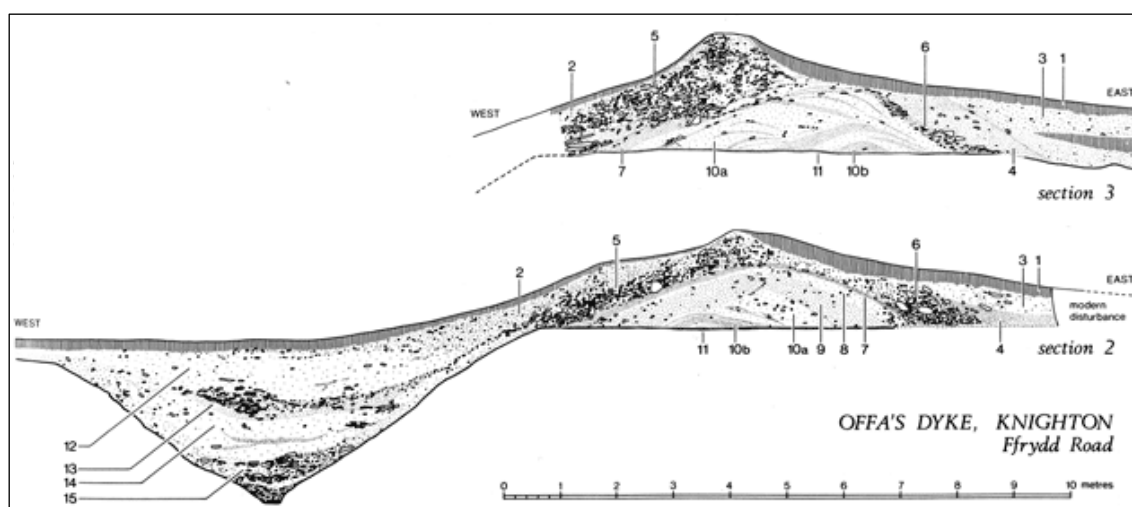 5
2
6
3 1
WEST
EAST
7 10a 11 10b 4
section 3
5
2
6
3 1
WEST
EAST
modern
disturbance
11 10b 10a 9 8 7 4
section 2
12
13
14
15
OFFA'S DYKE, KNIGHTON
Ffrydd Road
0 1 2 3 4 5 6 7 8 9 10 metres